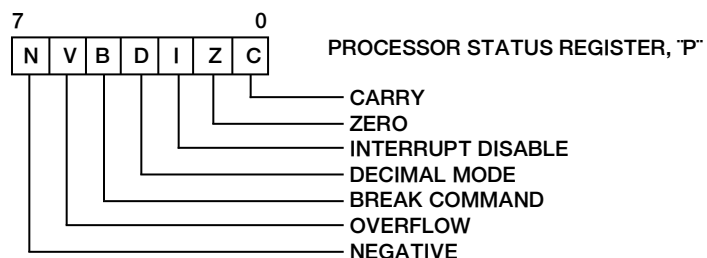 7 0
N V B D I Z C PROCESSOR STATUS REGISTER, ¨P¨
CARRY
ZERO
INTERRUPT DISABLE
DECIMAL MODE
BREAK COMMAND
OVERFLOW
NEGATIVE